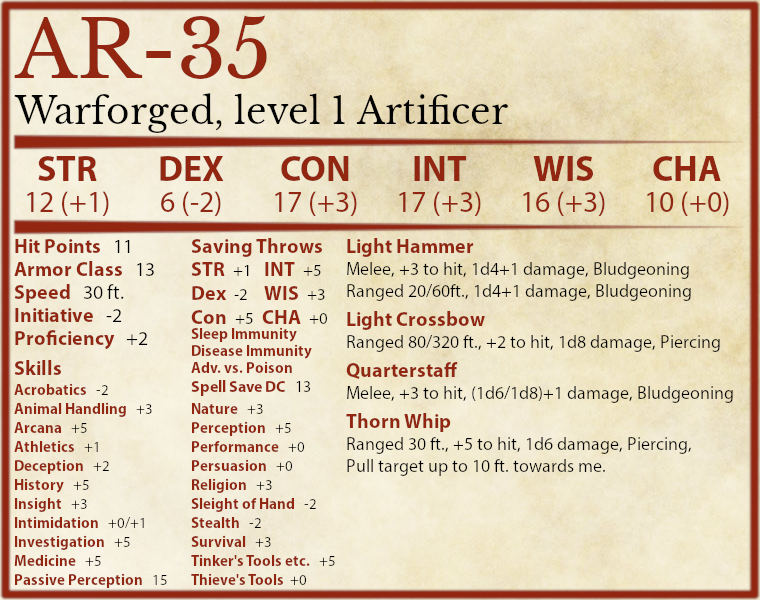 AR-35
Warforged, level 1 Artificer
STR DEX CON INT WIS CHA
12 (+1) 6 (-2) 17 (+3) 17 (+3) 16 (+3) 10 (+0)
Hit Points 11
Armor Class 13
Speed 30 ft.
Initiative -2
Proficiency +2
Skills
Acrobatics -2
Animal Handling +3
Arcana +5
Athletics +1
Deception +2
History +5
Insight +3
Intimidation +0/+1
Investigation +5
Medicine +5
Passive Perception 15
Saving Throws
STR +1 INT +5
Dex -2 WIS +3
Con +5 CHA +0
Sleep Immunity
Disease Immunity
Adv. vs. Poison
Spell Save DC 13
Nature +3
Perception +5
Performance +0
Persuasion +0
Religion +3
Sleight of Hand -2
Stealth -2
Survival +3
Tinker's Tools etc. +5
Thieve's Tools +0
Light Hammer
Melee, +3 to hit, 1d4+1 damage, Bludgeoning
Ranged 20/60ft., 1d4+1 damage, Bludgeoning
Light Crossbow
Ranged 80/320 ft., +2 to hit, 1d8 damage, Piercing
Quarterstaff
Melee, +3 to hit, (1d6/1d8)+1 damage, Bludgeoning
Thorn Whip
Ranged 30 ft., +5 to hit, 1d6 damage, Piercing,
Pull target up to 10 ft. towards me.